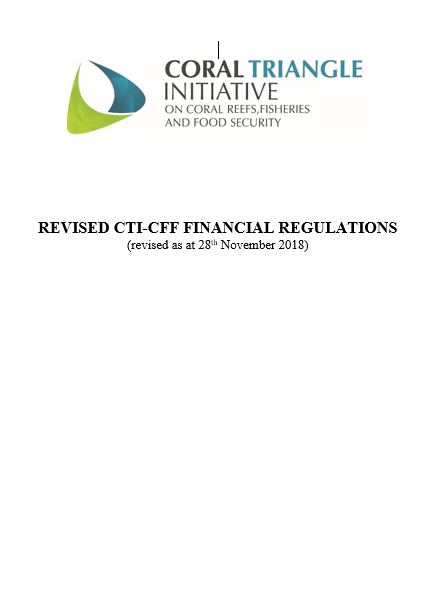 CORAL TRIANGLE
INITIATIVE
ON CORAL REEFS,FISHERIES
AND FOOD SECURITY
REVISED CTI-CFF FINANCIAL REGULATIONS
(revised as at 28th November 2018)